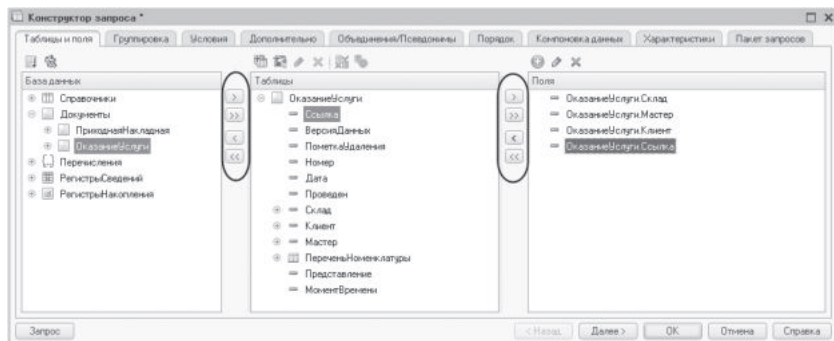 Конструктор запроса *
Таблицы и поля Группировка Условия Дополнительно Объединения/Псевдонимы Порядок Компоновка данных Характеристики Пакет запросов
База данных
Справочники
Документы
ПриходнаяНакладная
ОказаниеУслуги
Перечисления
РегистрыСведений
РегистрыНакопления
>
>>
<
<<
Таблицы
ОказаниеУслуги
Ссылка
ВерсияДанных
ПометкаУдаления
Номер
Дата
Проведен
Склад
Клиент
Мастер
ПереченьНоменклатуры
Представление
МоментВремени
>
>>
<
<<
Поля
ОказаниеУслуги.Склад
ОказаниеУслуги.Мастер
ОказаниеУслуги.Клиент
ОказаниеУслуги.Ссылка
Запрос < Назад Далее > OK Отмена Справка